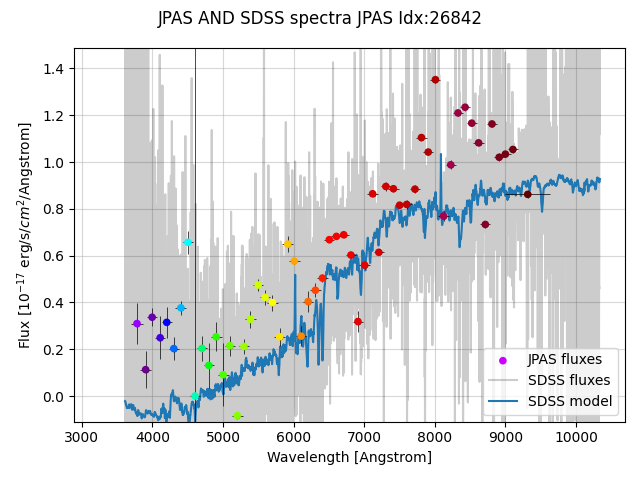 JPAS AND SDSS spectra JPAS Idx:26842
1.4
1.2
1.0
0.8
0.6
0.4
0.2
0.0
Flux [10⁻¹⁷ erg/s/cm²/Angstrom]
JPAS fluxes
SDSS fluxes
SDSS model
3000 4000 5000 6000 7000 8000 9000 10000
Wavelength [Angstrom]